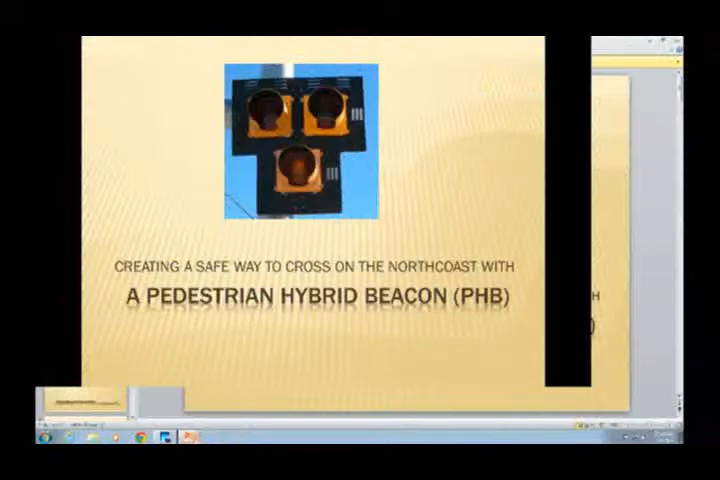 CREATING A SAFE WAY TO CROSS ON THE NORTHCOAST WITH
A PEDESTRIAN HYBRID BEACON (PHB)
H
)